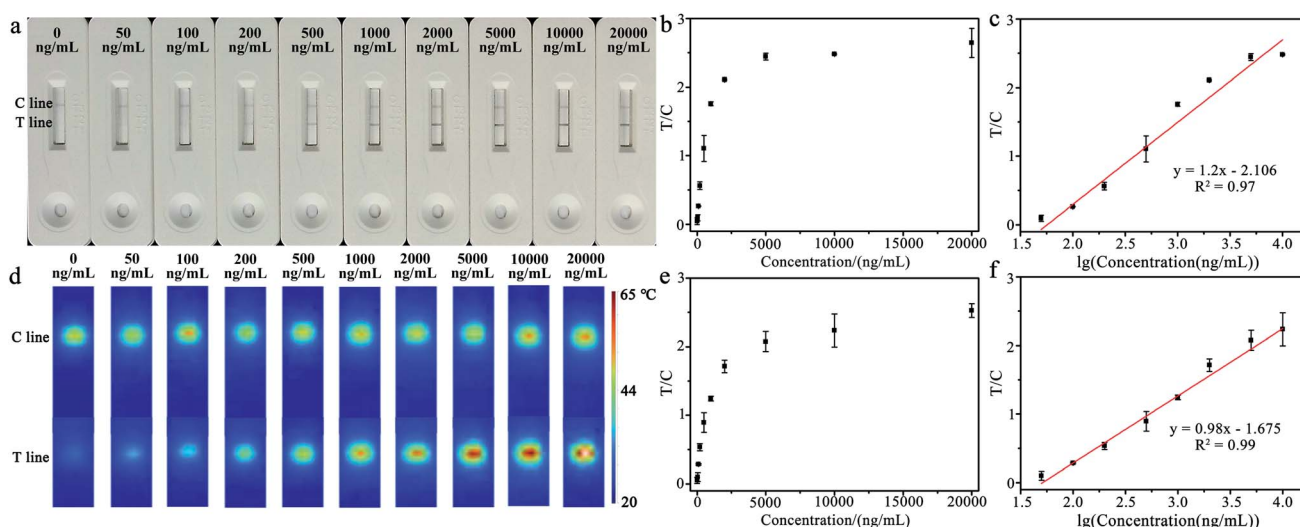 a
0 50 100 200 500 1000 2000 5000 10000 20000
ng/mL ng/mL ng/mL ng/mL ng/mL ng/mL ng/mL ng/mL ng/mL ng/mL
C line
T line
b
3
2
1
0
T/C
0 5000 10000 15000 20000
Concentration/(ng/mL)
c
3
2
1
0
T/C
y = 1.2x - 2.106
R² = 0.97
1.5 2.0 2.5 3.0 3.5 4.0
lg(Concentration(ng/mL))
d
0 50 100 200 500 1000 2000 5000 10000 20000
ng/mL ng/mL ng/mL ng/mL ng/mL ng/mL ng/mL ng/mL ng/mL ng/mL
C line
T line
65 ℃
44
20
e
3
2
1
0
T/C
0 5000 10000 15000 20000
Concentration/(ng/mL)
f
3
2
1
0
T/C
y = 0.98x - 1.675
R² = 0.99
1.5 2.0 2.5 3.0 3.5 4.0
lg(Concentration(ng/mL))